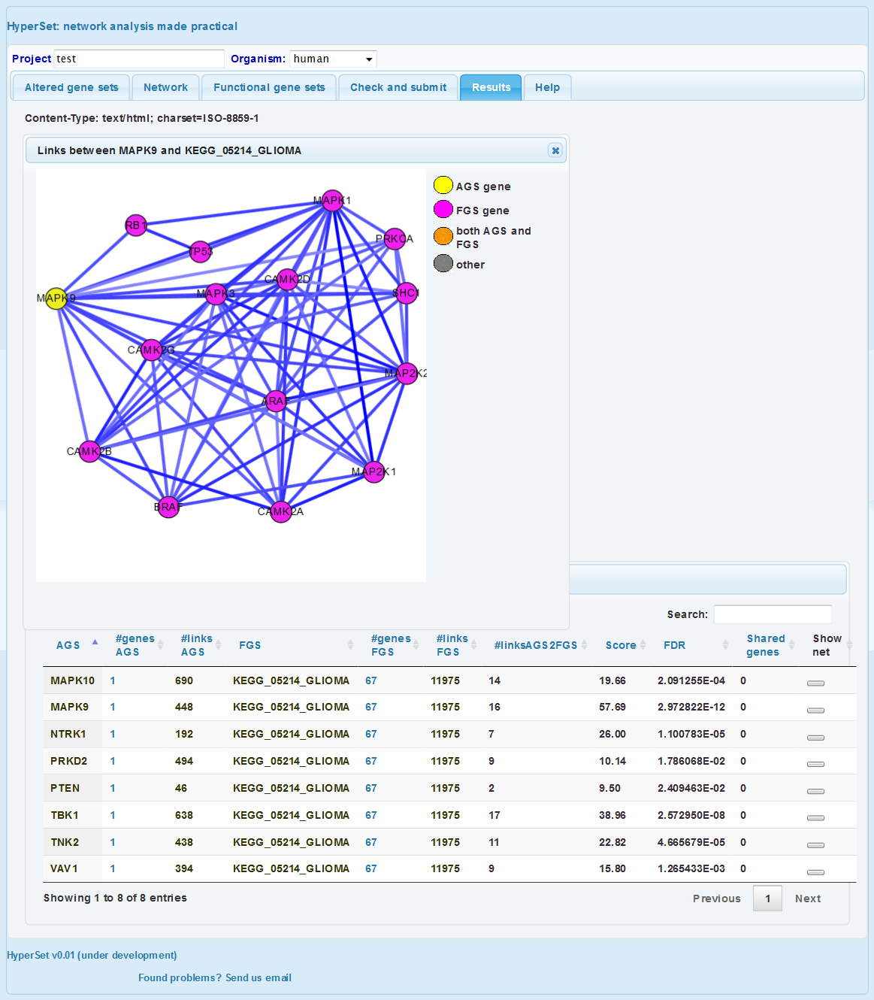 HyperSet: network analysis made practical
Project test Organism: human
Altered gene sets Network Functional gene sets Check and submit Results Help
Content-Type: text/html; charset=ISO-8859-1
Links between MAPK9 and KEGG_05214_GLIOMA
AGS gene
FGS gene
both AGS and
FGS
other
MAPK1
RB1
PRKCA
TP53
CAMK2D
MAPK3
SHC1
MAPK9
CAMK2G
MAP2K2
ARAF
CAMK2B
MAP2K1
BRAF
CAMK2A
Search:
AGS #genes AGS #links AGS FGS #genes FGS #links FGS #linksAGS2FGS Score FDR Shared genes Show net
MAPK10 1 690 KEGG_05214_GLIOMA 67 11975 14 19.66 2.091255E-04 0
MAPK9 1 448 KEGG_05214_GLIOMA 67 11975 16 57.69 2.972822E-12 0
NTRK1 1 192 KEGG_05214_GLIOMA 67 11975 7 26.00 1.100783E-05 0
PRKD2 1 494 KEGG_05214_GLIOMA 67 11975 9 10.14 1.786068E-02 0
PTEN 1 46 KEGG_05214_GLIOMA 67 11975 2 9.50 2.409463E-02 0
TBK1 1 638 KEGG_05214_GLIOMA 67 11975 17 38.96 2.572950E-08 0
TNK2 1 438 KEGG_05214_GLIOMA 67 11975 11 22.82 4.665679E-05 0
VAV1 1 394 KEGG_05214_GLIOMA 67 11975 9 15.80 1.265433E-03 0
Showing 1 to 8 of 8 entries Previous 1 Next
HyperSet v0.01 (under development)
Found problems? Send us email